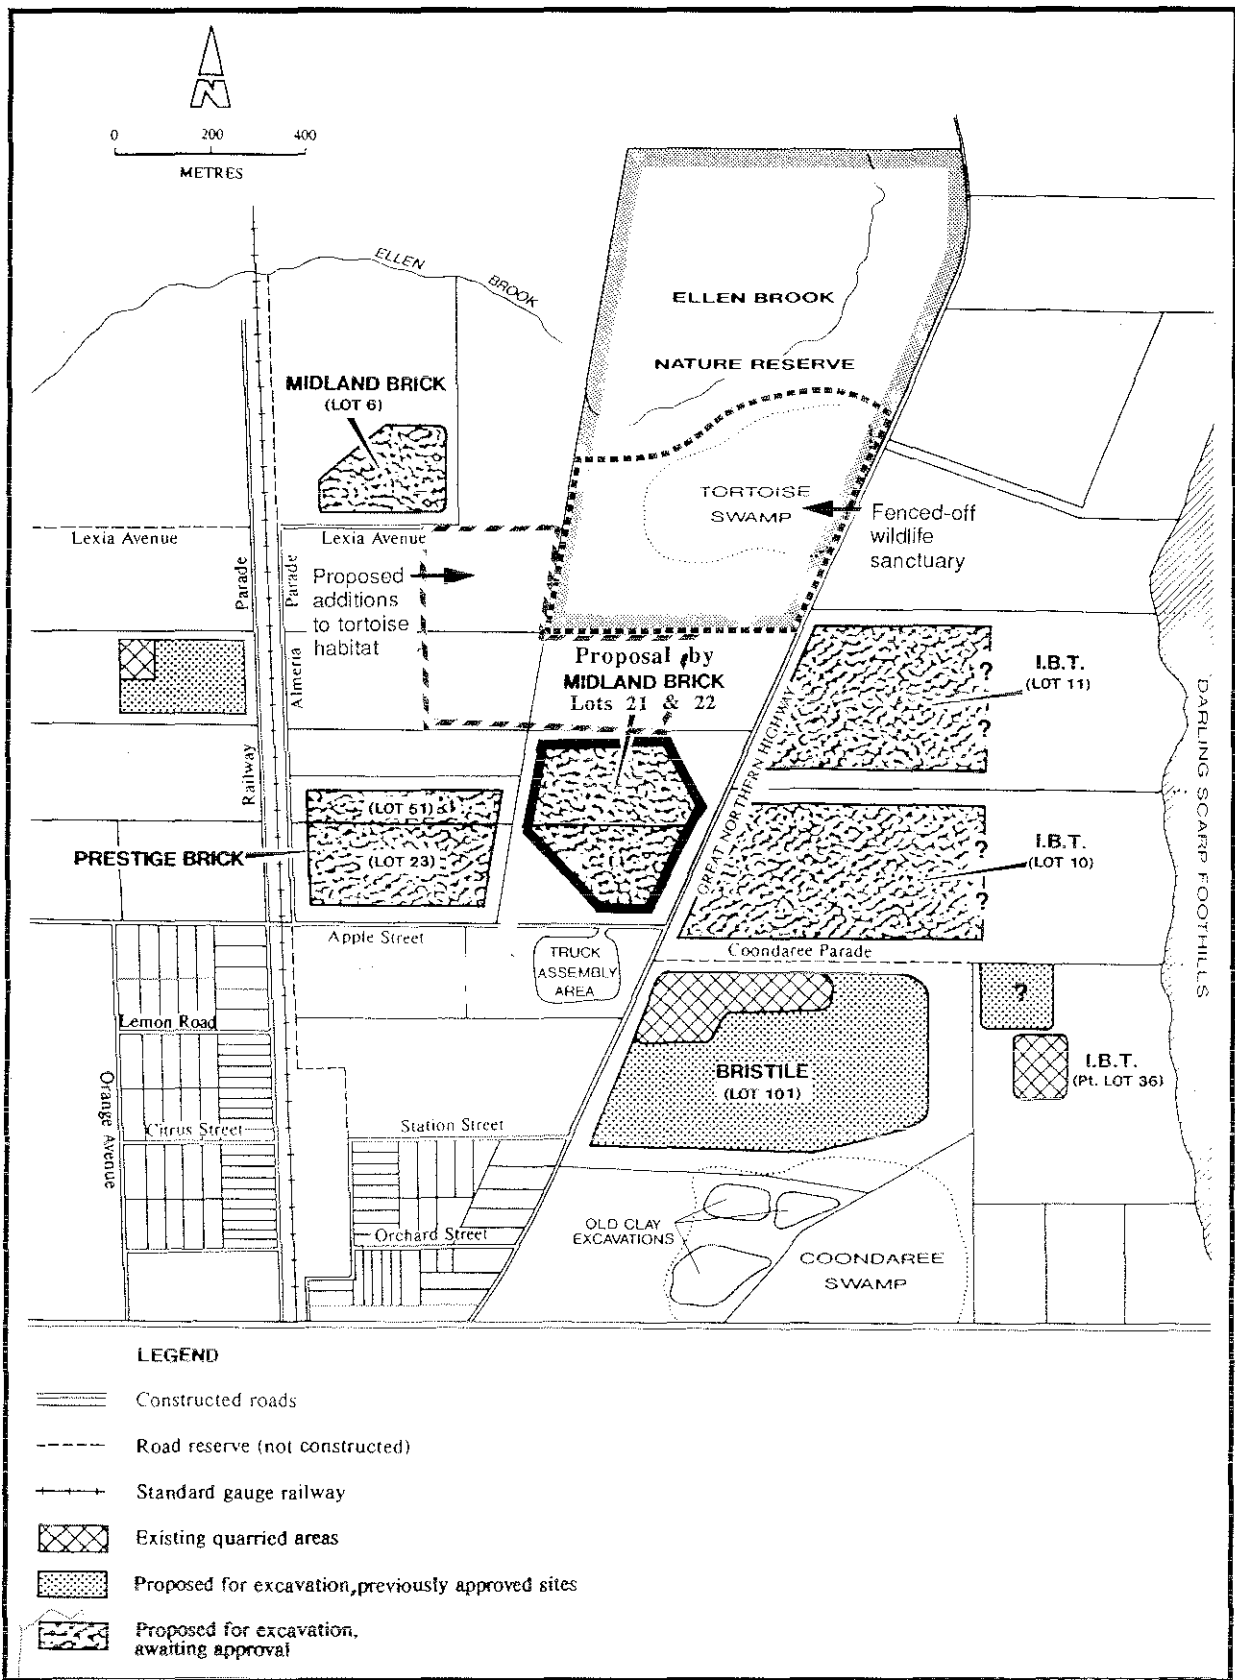 N
0 200 400
METRES
ELLEN BROOK
ELLEN BROOK
NATURE RESERVE
MIDLAND BRICK
(LOT 6)
TORTOISE
SWAMP
Fenced-off
wildlife
sanctuary
Lexia Avenue
Lexia Avenue
Parade
Parade
Proposed
additions
to tortoise
habitat
Almeria
Railway
Proposal by
MIDLAND BRICK
Lots 21 & 22
I.B.T.
(LOT 11)
?
?
GREAT NORTHERN HIGHWAY
DARLING SCARP FOOTHILLS
(LOT 51)
PRESTIGE BRICK
(LOT 23)
I.B.T.
(LOT 10)
?
?
Apple Street
Coondaree Parade
TRUCK
ASSEMBLY
AREA
?
Lemon Road
Orange Avenue
BRISTILE
(LOT 101)
I.B.T.
(Pt. LOT 36)
Citrus Street
Station Street
OLD CLAY
EXCAVATIONS
Orchard Street
COONDAREE
SWAMP
LEGEND
Constructed roads
Road reserve (not constructed)
Standard gauge railway
Existing quarried areas
Proposed for excavation, previously approved sites
Proposed for excavation,
awaiting approval